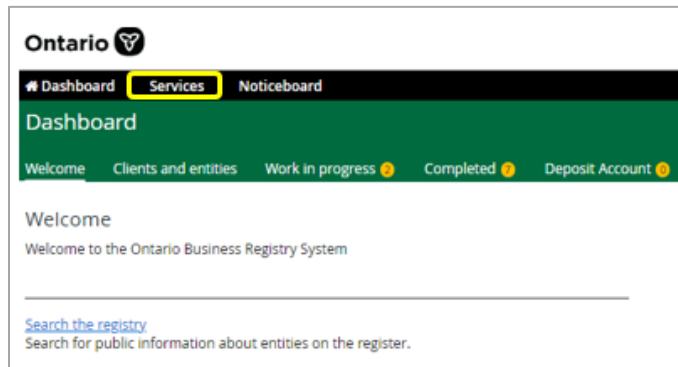 Ontario
Dashboard Services Noticeboard
Dashboard
Welcome Clients and entities Work in progress 2 Completed 7 Deposit Account 0
Welcome
Welcome to the Ontario Business Registry System
Search the registry
Search for public information about entities on the register.